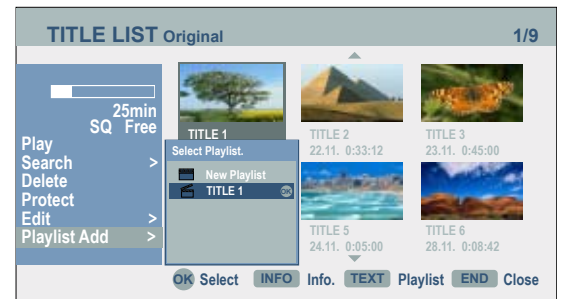 TITLE LIST Original 1/9
25min
SQ Free
Play
Search >
Delete
Protect
Edit >
Playlist Add >
TITLE 1
TITLE 2
22.11. 0:33:12
TITLE 3
23.11. 0:45:00
Select Playlist.
New Playlist
TITLE 1 OK
TITLE 5
24.11. 0:05:00
TITLE 6
28.11. 0:08:42
OK Select INFO Info. TEXT Playlist END Close